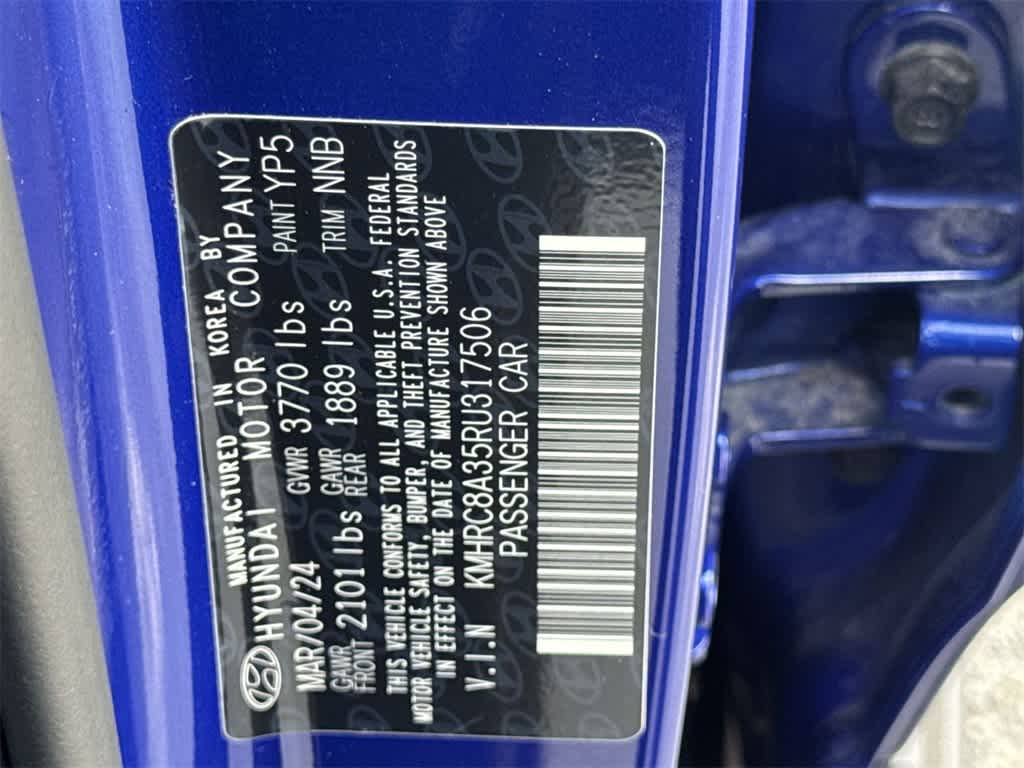 MANUFACTURED IN KOREA BY
HYUNDAI MOTOR COMPANY
MAR/04/24 GVWR 3770 lbs PAINT YP5
GAWR FRONT 2101 lbs GAWR REAR 1889 lbs TRIM NNB
THIS VEHICLE CONFORMS TO ALL APPLICABLE U.S.A. FEDERAL
MOTOR VEHICLE SAFETY, BUMPER, AND THEFT PREVENTION STANDARDS
IN EFFECT ON THE DATE OF MANUFACTURE SHOWN ABOVE
V.I.N KMHRC8A35RU317506
PASSENGER CAR